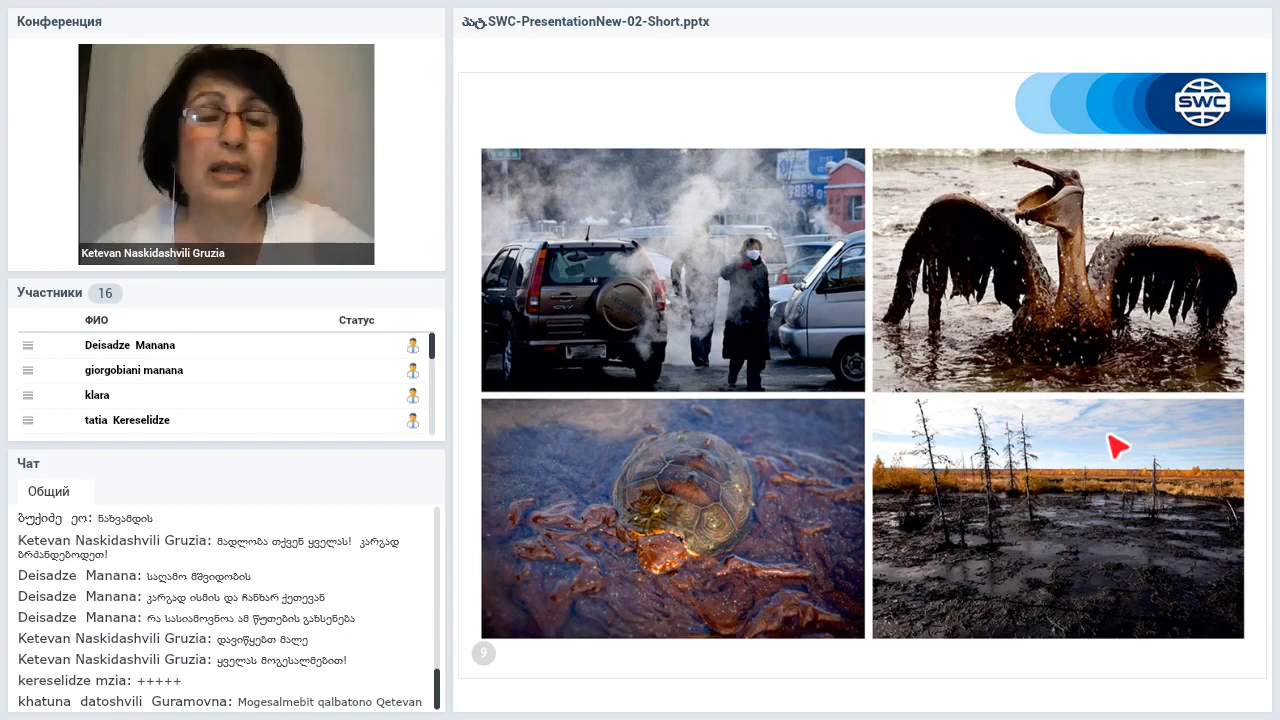 Конференция
Ketevan Naskidashvili Gruzia
Участники 16
ФИО Статус
Deisadze Manana
giorgobiani manana
klara
tatia Kereselidze
Чат
Общий
ბუქიძე ეო: ნახვამდის
Ketevan Naskidashvili Gruzia: მადლობა თქვენ ყველას! კარგად
ბრძანდებოდეთ!
Deisadze Manana: საღამო მშვიდობის
Deisadze Manana: კარგად ისმის და ჩანხარ ქეთევან
Deisadze Manana: რა სასიამოვნოა ამ წუთების გახსენება
Ketevan Naskidashvili Gruzia: დავიწყებთ მალე
Ketevan Naskidashvili Gruzia: ყველას მოგესალმებით!
kereselidze mzia: +++++
khatuna datoshvili Guramovna: Mogesalmebit qalbatono Qetevan
პატ.SWC-PresentationNew-02-Short.pptx
SWC
9